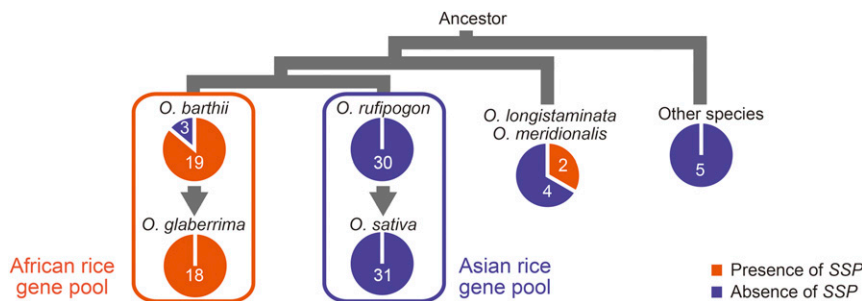 Ancestor
O. barthii
O. rufipogon
O. longistaminata
O. meridionalis
Other species
3
19
30
2
4
5
O. glaberrima
O. sativa
18
31
African rice
gene pool
Asian rice
gene pool
Presence of SSP
Absence of SSP